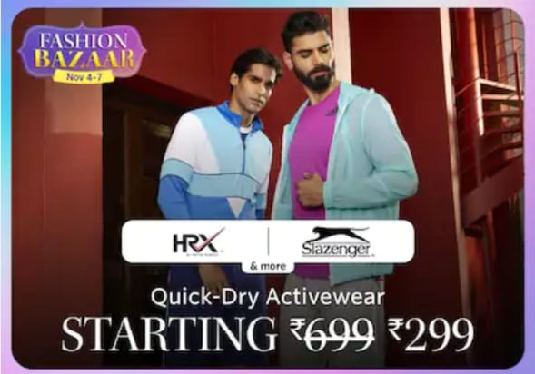 FASHION
BAZAAR
Nov 4-7
HRX
Slazenger
& more
Quick-Dry Activewear
STARTING ₹699 ₹299